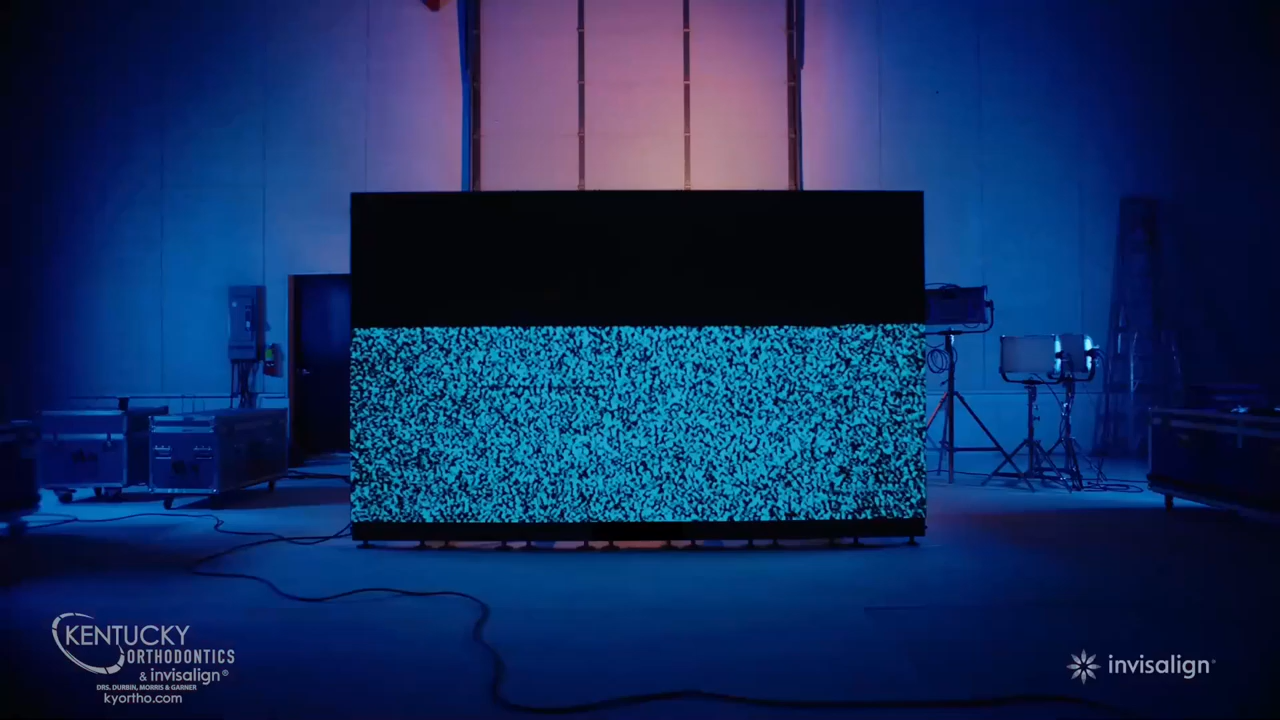 KENTUCKY
ORTHODONTICS
& invisalign®
DRS. DURBIN, MORRIS & GARNER
kyortho.com
invisalign